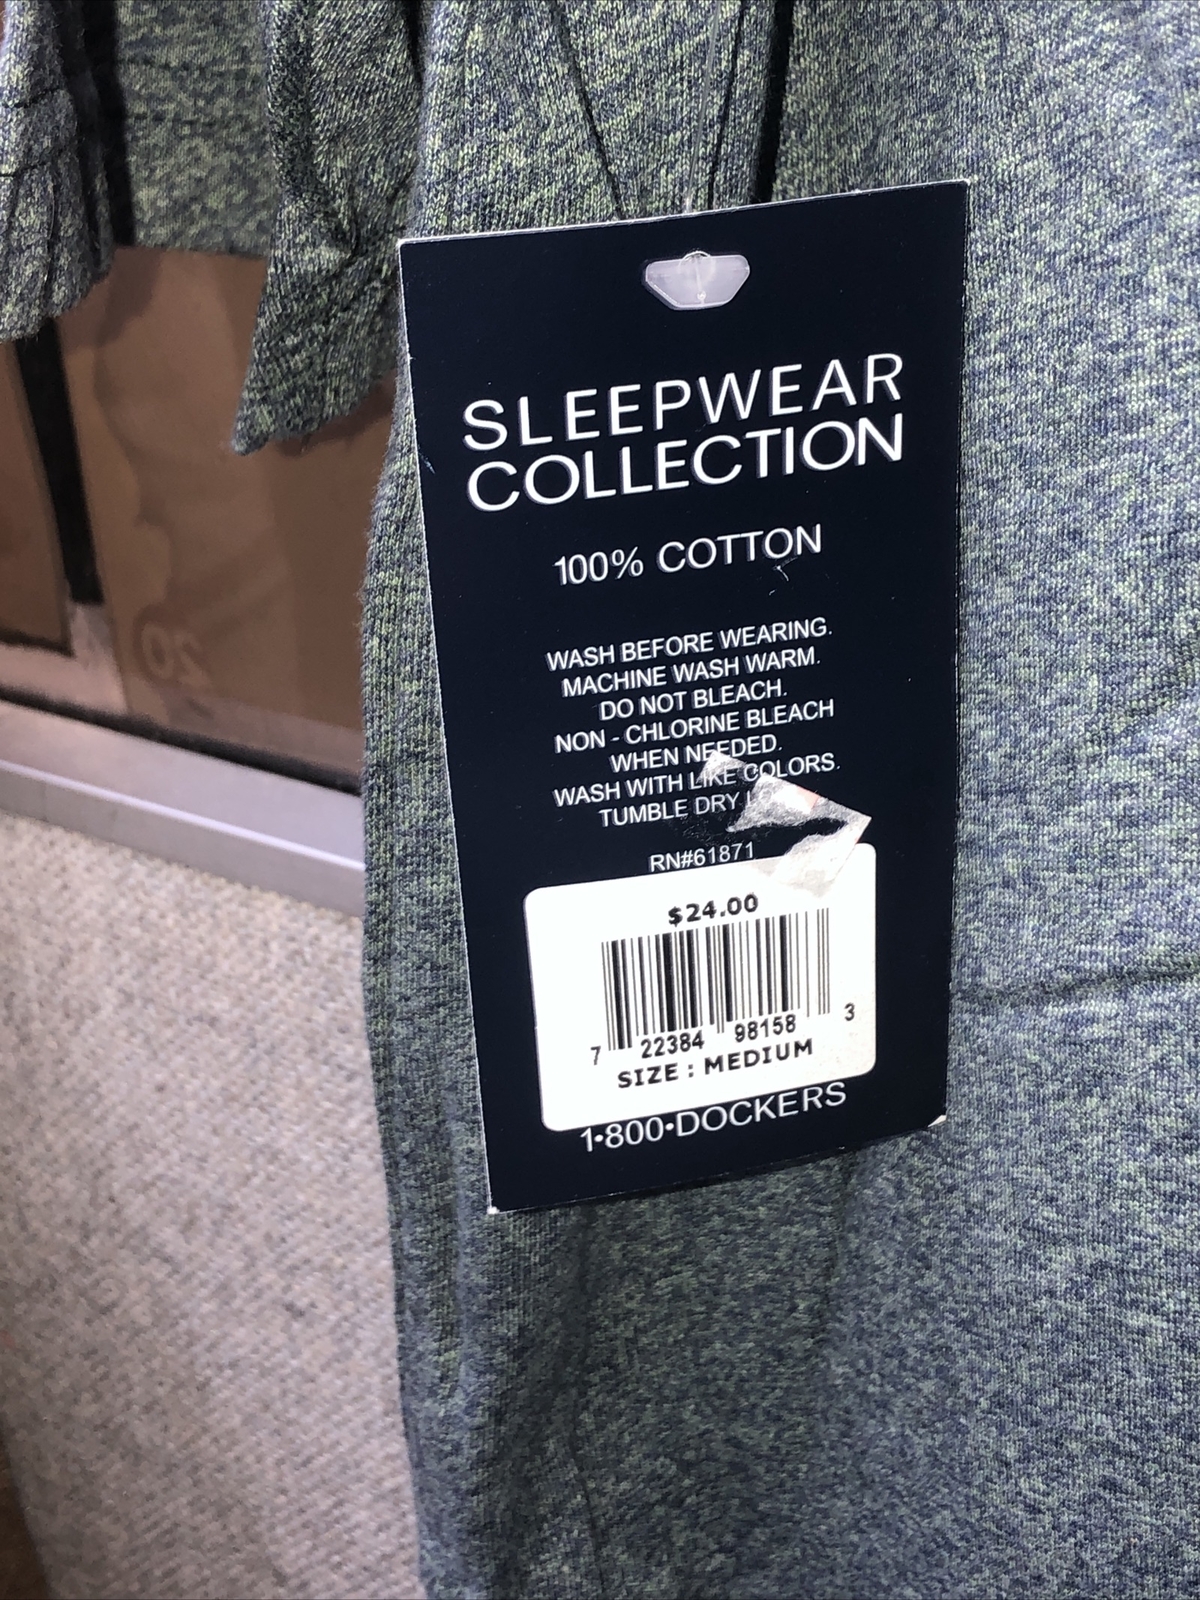 SLEEPWEAR
COLLECTION
100% COTTON
WASH BEFORE WEARING.
MACHINE WASH WARM.
DO NOT BLEACH.
NON - CHLORINE BLEACH
WHEN NEEDED.
WASH WITH LIKE COLORS.
TUMBLE DRY
RN#61871
$24.00
7 22384 98158 3
SIZE : MEDIUM
1•800•DOCKERS
20